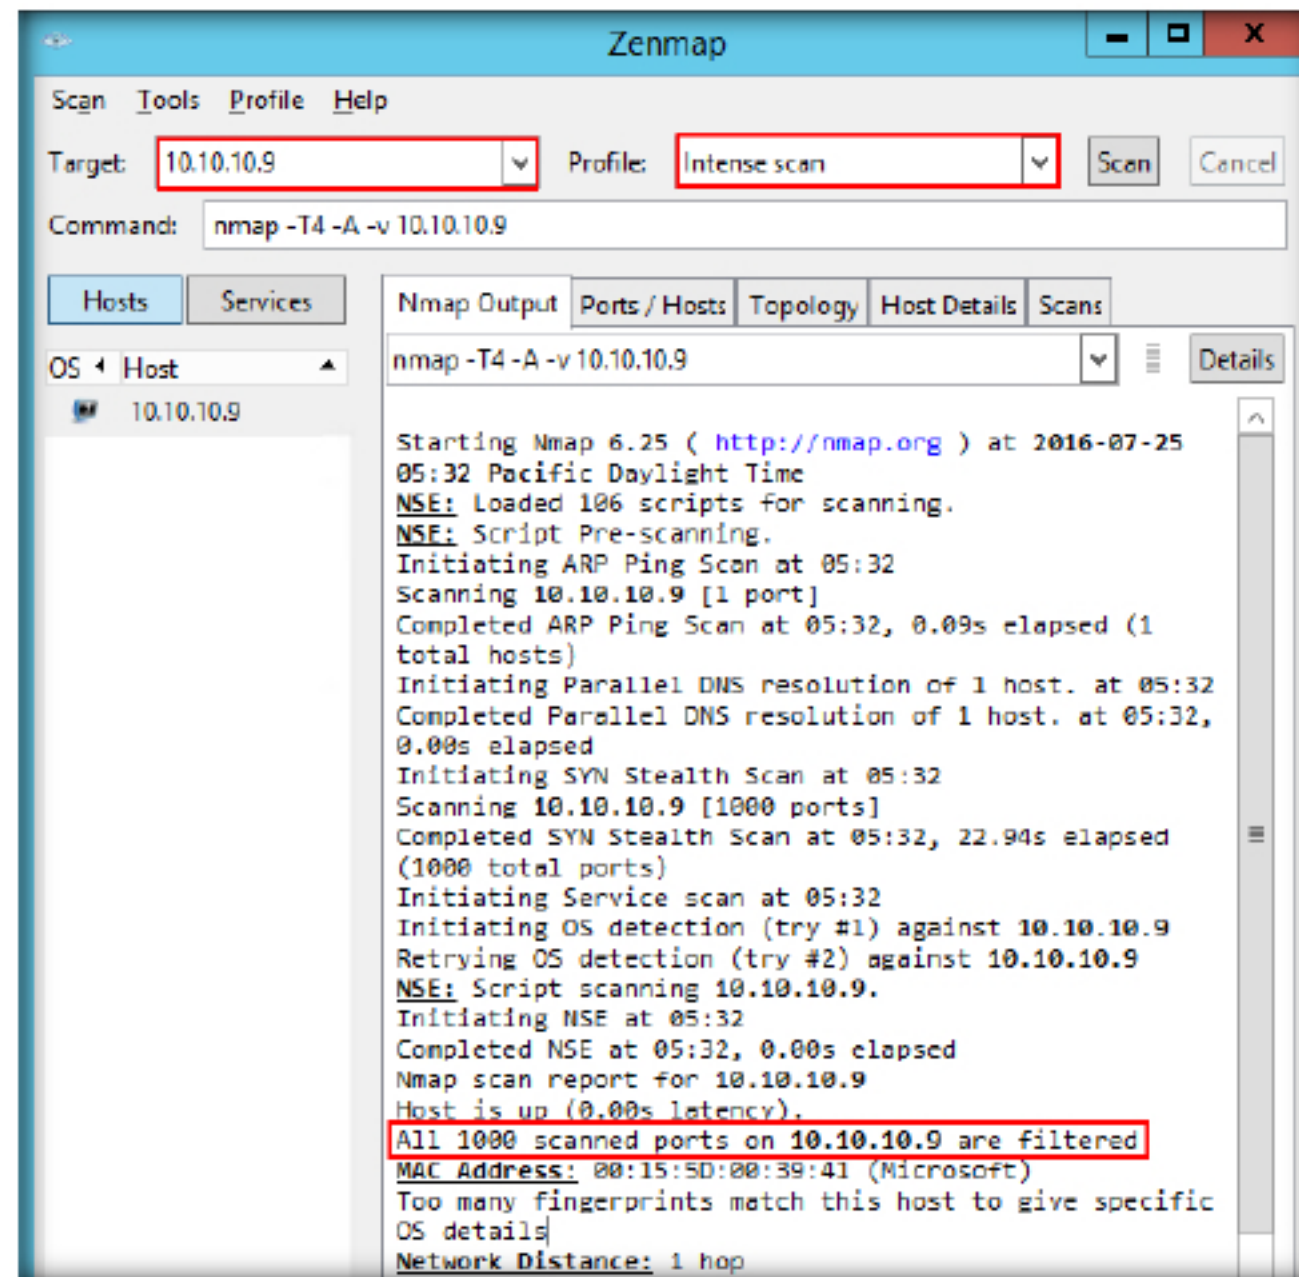 Zenmap
Scan Tools Profile Help
Target: 10.10.10.9 Profile: Intense scan Scan Cancel
Command: nmap -T4 -A -v 10.10.10.9
Hosts Services
Nmap Output Ports / Hosts Topology Host Details Scans
OS Host
10.10.10.9
nmap -T4 -A -v 10.10.10.9 Details
Starting Nmap 6.25 ( http://nmap.org ) at 2016-07-25
05:32 Pacific Daylight Time
NSE: Loaded 106 scripts for scanning.
NSE: Script Pre-scanning.
Initiating ARP Ping Scan at 05:32
Scanning 10.10.10.9 [1 port]
Completed ARP Ping Scan at 05:32, 0.09s elapsed (1
total hosts)
Initiating Parallel DNS resolution of 1 host. at 05:32
Completed Parallel DNS resolution of 1 host. at 05:32,
0.00s elapsed
Initiating SYN Stealth Scan at 05:32
Scanning 10.10.10.9 [1000 ports]
Completed SYN Stealth Scan at 05:32, 22.94s elapsed
(1000 total ports)
Initiating Service scan at 05:32
Initiating OS detection (try #1) against 10.10.10.9
Retrying OS detection (try #2) against 10.10.10.9
NSE: Script scanning 10.10.10.9.
Initiating NSE at 05:32
Completed NSE at 05:32, 0.00s elapsed
Nmap scan report for 10.10.10.9
Host is up (0.00s latency).
All 1000 scanned ports on 10.10.10.9 are filtered
MAC Address: 00:15:5D:00:39:41 (Microsoft)
Too many fingerprints match this host to give specific
OS details
Network Distance: 1 hop